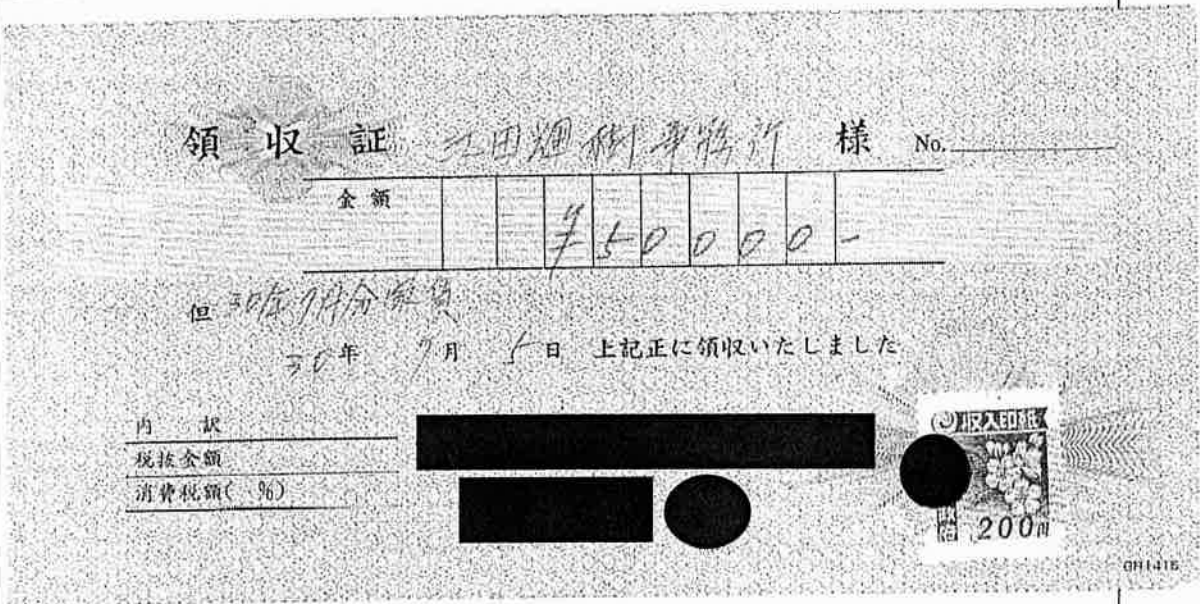 領収証 江田輝樹事務所 様 No.
金額 ¥50000-
但 30年7月分家賃
30年 7月 5日 上記正に領収いたしました
内訳
税抜金額
消費税額( %)
収入印紙
200円
GR1416